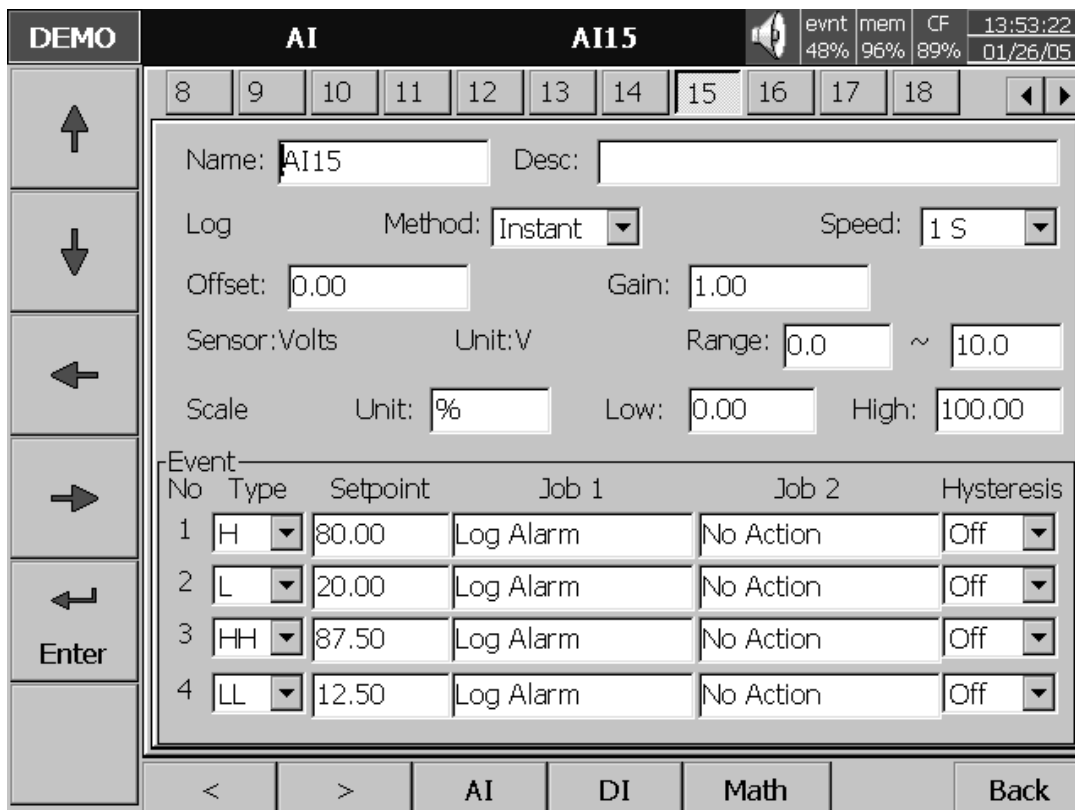 DEMO AI AI15 evnt mem CF 13:53:22
48% 96% 89% 01/26/05
8 9 10 11 12 13 14 15 16 17 18
Name: AI15 Desc:
Log Method: Instant Speed: 1 S
Offset: 0.00 Gain: 1.00
Sensor:Volts Unit:V Range: 0.0 ~ 10.0
Scale Unit: % Low: 0.00 High: 100.00
Event
No Type Setpoint Job 1 Job 2 Hysteresis
1 H 80.00 Log Alarm No Action Off
2 L 20.00 Log Alarm No Action Off
3 HH 87.50 Log Alarm No Action Off
4 LL 12.50 Log Alarm No Action Off
Enter
< > AI DI Math Back